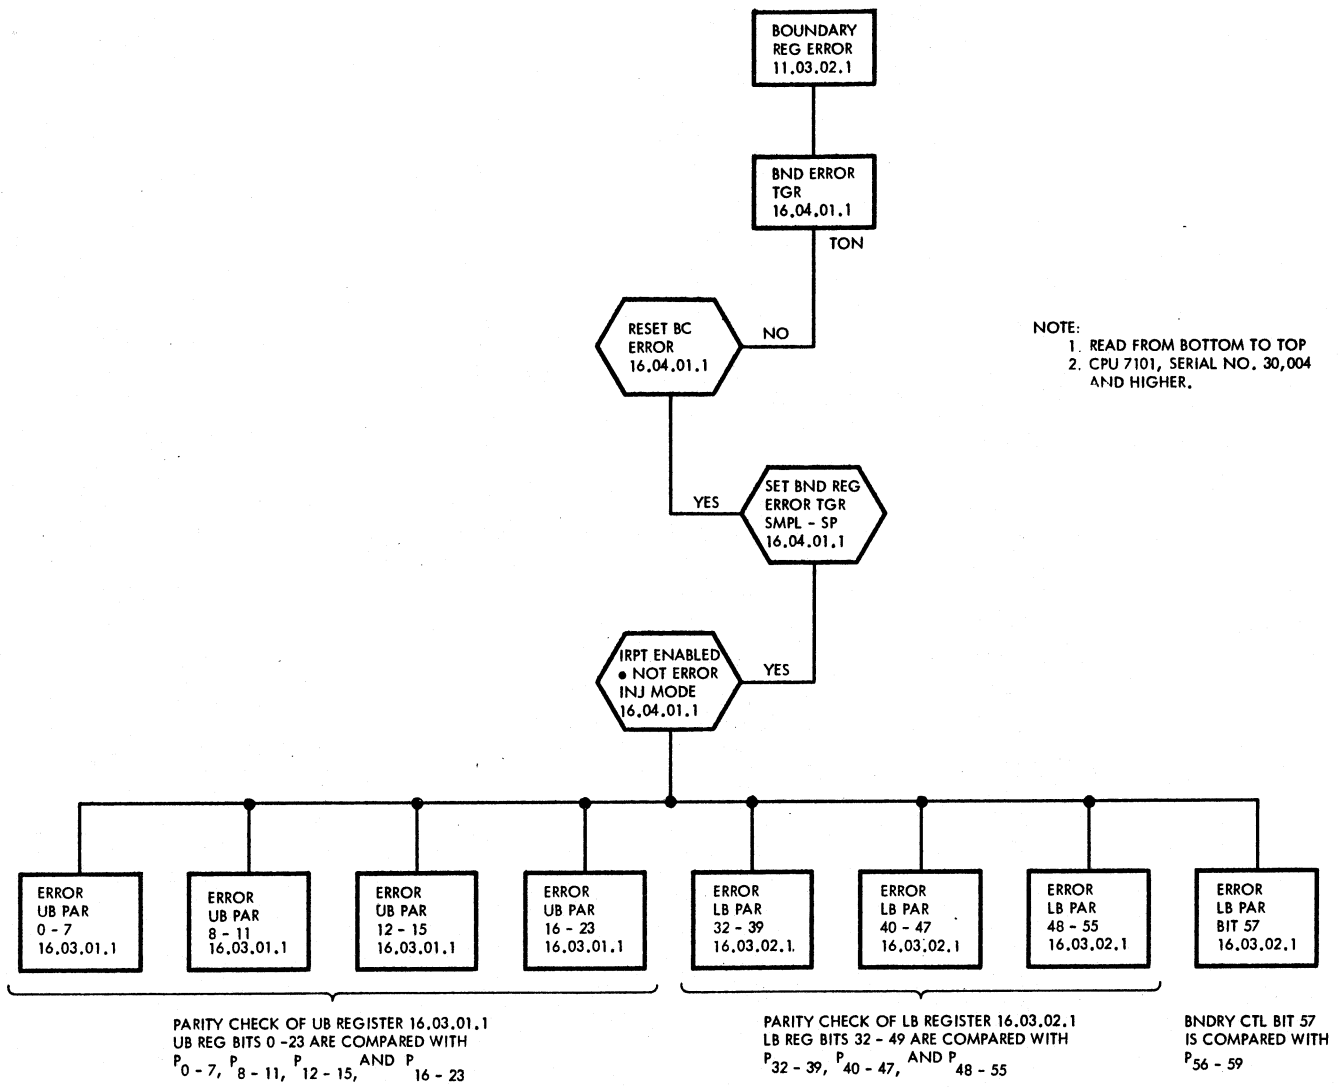 BOUNDARY
REG ERROR
11.03.02.1
BND ERROR
TGR
16.04.01.1
TON
RESET BC
ERROR
16.04.01.1
NO
NOTE:
1. READ FROM BOTTOM TO TOP
2. CPU 7101, SERIAL NO. 30,004
AND HIGHER.
YES
SET BND REG
ERROR TGR
SMPL - SP
16.04.01.1
IRPT ENABLED
● NOT ERROR
INJ MODE
16.04.01.1
YES
ERROR
UB PAR
0 - 7
16.03.01.1
ERROR
UB PAR
8 - 11
16.03.01.1
ERROR
UB PAR
12 - 15
16.03.01.1
ERROR
UB PAR
16 - 23
16.03.01.1
ERROR
LB PAR
32 - 39
16.03.02.1
ERROR
LB PAR
40 - 47
16.03.02.1
ERROR
LB PAR
48 - 55
16.03.02.1
ERROR
LB PAR
BIT 57
16.03.02.1
PARITY CHECK OF UB REGISTER 16.03.01.1
UB REG BITS 0 -23 ARE COMPARED WITH
P0 - 7, P8 - 11, P12 - 15, AND P16 - 23
PARITY CHECK OF LB REGISTER 16.03.02.1
LB REG BITS 32 - 49 ARE COMPARED WITH
P32 - 39, P40 - 47, AND P48 - 55
BNDRY CTL BIT 57
IS COMPARED WITH
P56 - 59